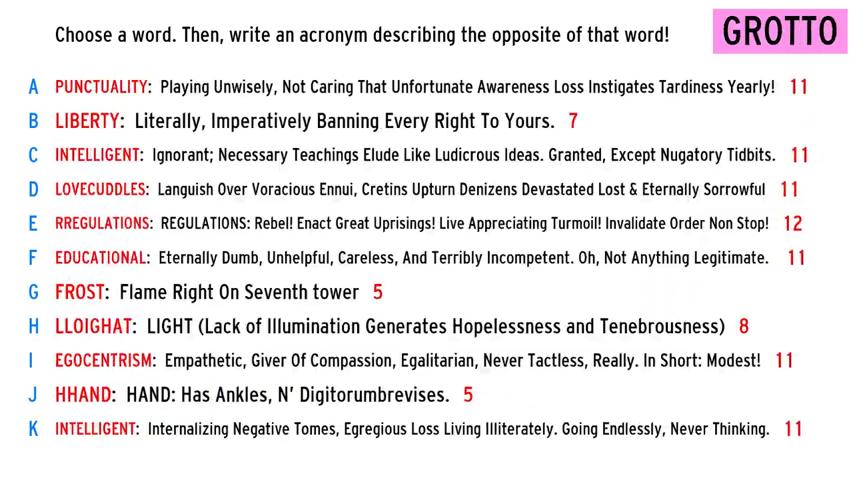 Choose a word. Then, write an acronym describing the opposite of that word!
GROTTO
A PUNCTUALITY: Playing Unwisely, Not Caring That Unfortunate Awareness Loss Instigates Tardiness Yearly! 11
B LIBERTY: Literally, Imperatively Banning Every Right To Yours. 7
C INTELLIGENT: Ignorant; Necessary Teachings Elude Like Ludicrous Ideas. Granted, Except Nugatory Tidbits. 11
D LOVECUDDLES: Languish Over Voracious Ennui, Cretins Upturn Denizens Devastated Lost & Eternally Sorrowful 11
E RREGULATIONS: REGULATIONS: Rebel! Enact Great Uprisings! Live Appreciating Turmoil! Invalidate Order Non Stop! 12
F EDUCATIONAL: Eternally Dumb, Unhelpful, Careless, And Terribly Incompetent. Oh, Not Anything Legitimate. 11
G FROST: Flame Right On Seventh tower 5
H LLOIGHAT: LIGHT (Lack of Illumination Generates Hopelessness and Tenebrousness) 8
I EGOCENTRISM: Empathetic, Giver Of Compassion, Egalitarian, Never Tactless, Really. In Short: Modest! 11
J HHAND: HAND: Has Ankles, N' Digitorumbrevises. 5
K INTELLIGENT: Internalizing Negative Tomes, Egregious Loss Living Illiterately. Going Endlessly, Never Thinking. 11